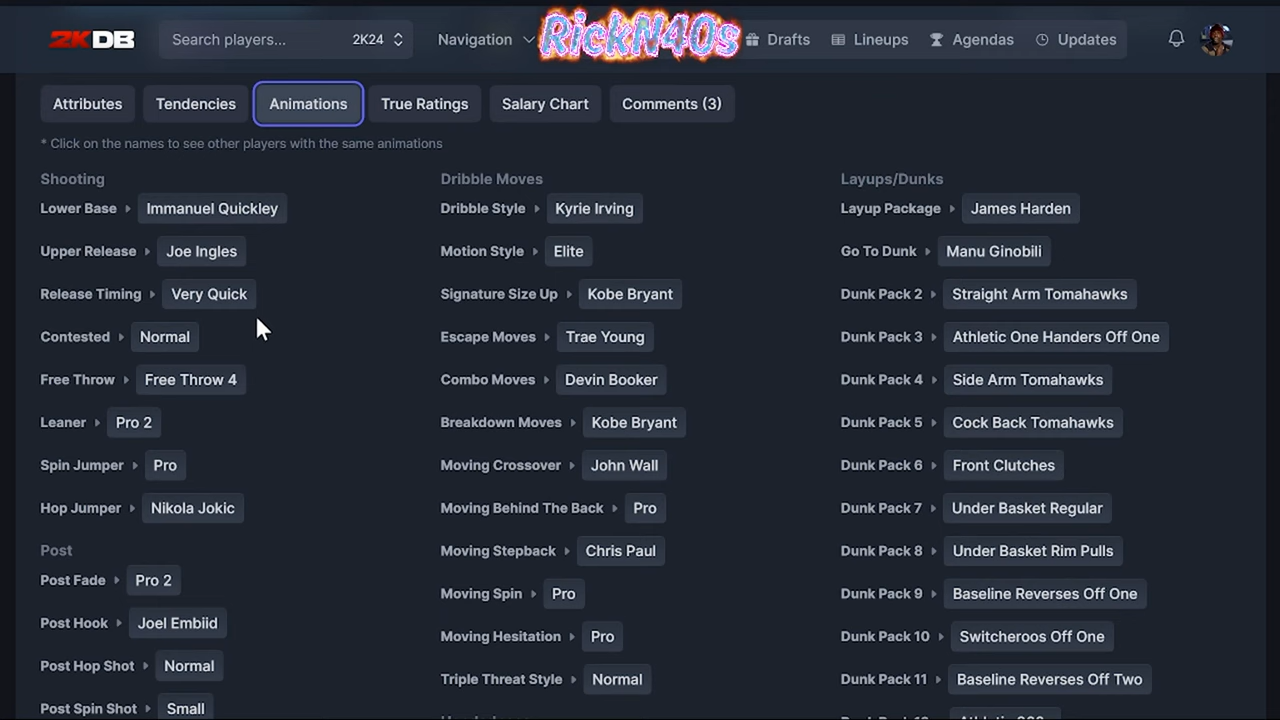 2KDB Search players... 2K24 Navigation RickN40s Drafts Lineups Agendas Updates
Attributes Tendencies Animations True Ratings Salary Chart Comments (3)
* Click on the names to see other players with the same animations
Shooting
Lower Base Immanuel Quickley
Upper Release Joe Ingles
Release Timing Very Quick
Contested Normal
Free Throw Free Throw 4
Leaner Pro 2
Spin Jumper Pro
Hop Jumper Nikola Jokic
Post
Post Fade Pro 2
Post Hook Joel Embiid
Post Hop Shot Normal
Post Spin Shot Small
Dribble Moves
Dribble Style Kyrie Irving
Motion Style Elite
Signature Size Up Kobe Bryant
Escape Moves Trae Young
Combo Moves Devin Booker
Breakdown Moves Kobe Bryant
Moving Crossover John Wall
Moving Behind The Back Pro
Moving Stepback Chris Paul
Moving Spin Pro
Moving Hesitation Pro
Triple Threat Style Normal
Layups/Dunks
Layup Package James Harden
Go To Dunk Manu Ginobili
Dunk Pack 2 Straight Arm Tomahawks
Dunk Pack 3 Athletic One Handers Off One
Dunk Pack 4 Side Arm Tomahawks
Dunk Pack 5 Cock Back Tomahawks
Dunk Pack 6 Front Clutches
Dunk Pack 7 Under Basket Regular
Dunk Pack 8 Under Basket Rim Pulls
Dunk Pack 9 Baseline Reverses Off One
Dunk Pack 10 Switcheroos Off One
Dunk Pack 11 Baseline Reverses Off Two